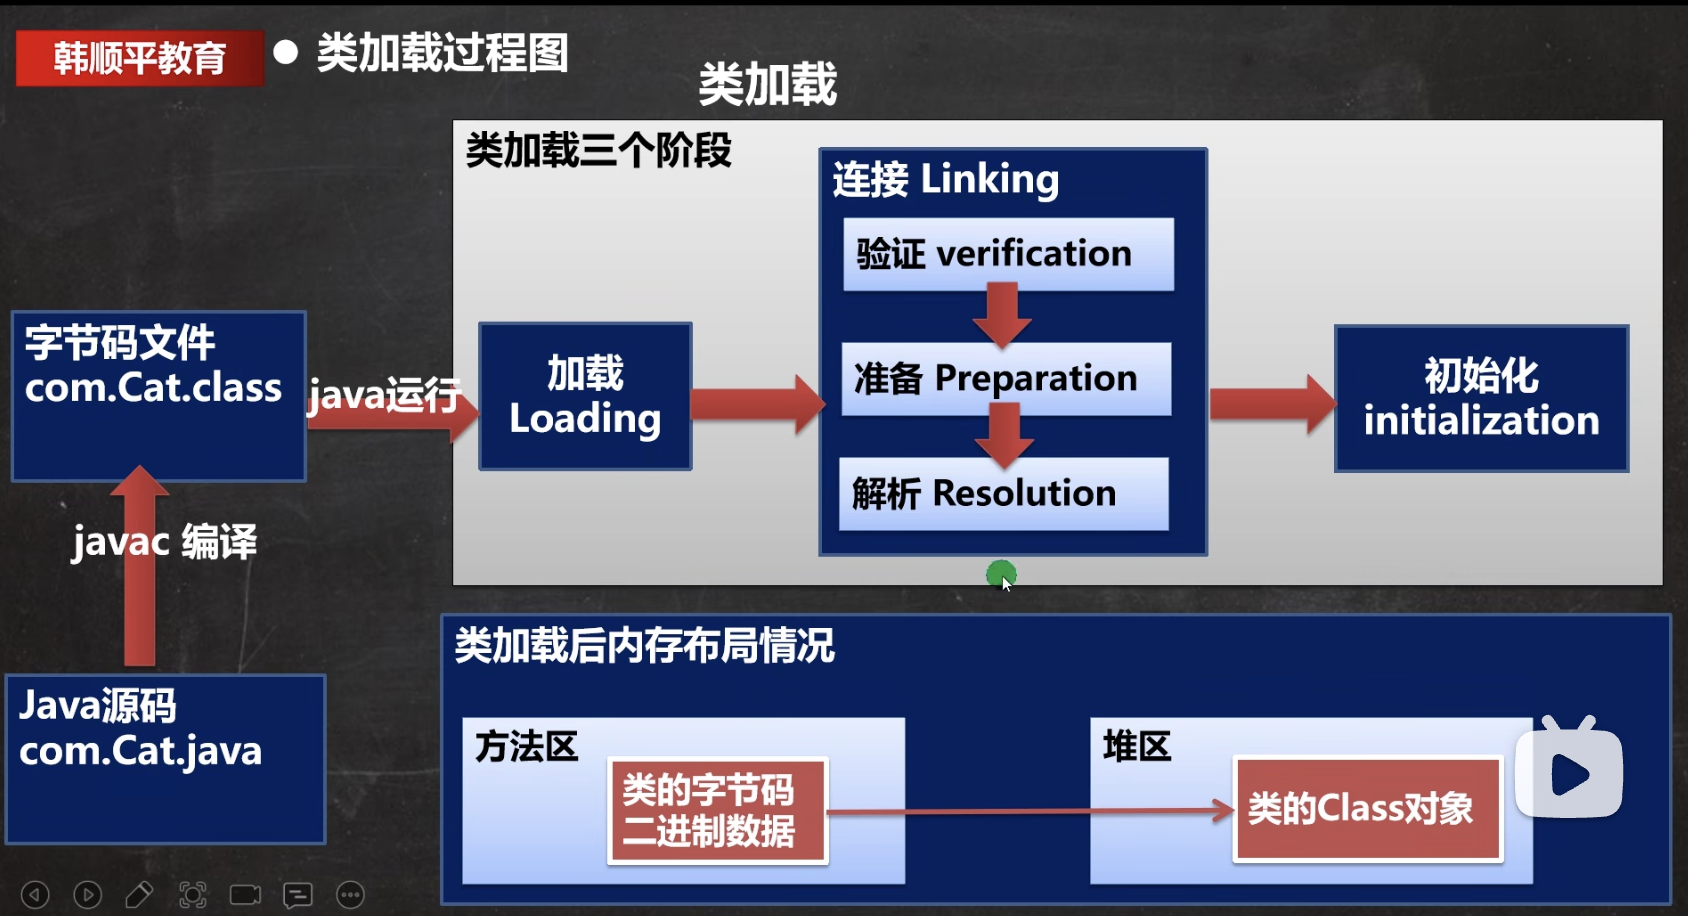 韩顺平教育
● 类加载过程图
类加载
类加载三个阶段
连接 Linking
验证 verification
准备 Preparation
解析 Resolution
字节码文件
com.Cat.class
java运行
加载
Loading
初始化
initialization
javac 编译
Java源码
com.Cat.java
类加载后内存布局情况
方法区
类的字节码
二进制数据
堆区
类的Class对象